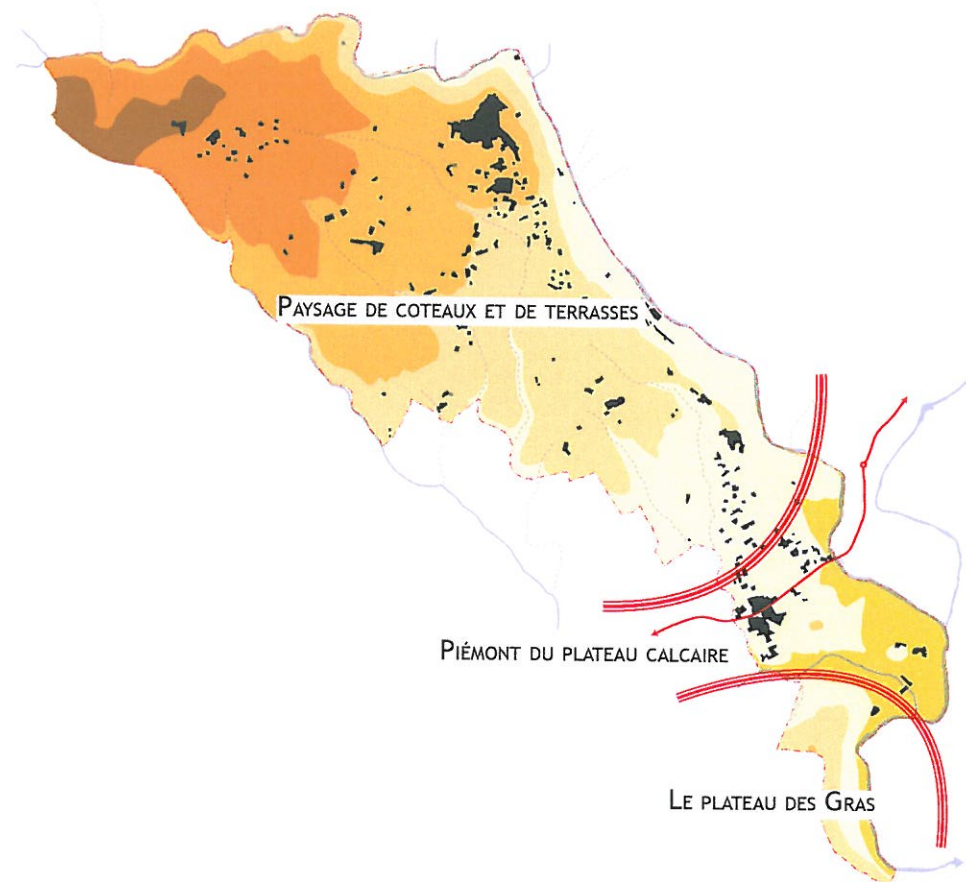 Paysage de coteaux et de terrasses
Piémont du plateau calcaire
Le plateau des Gras